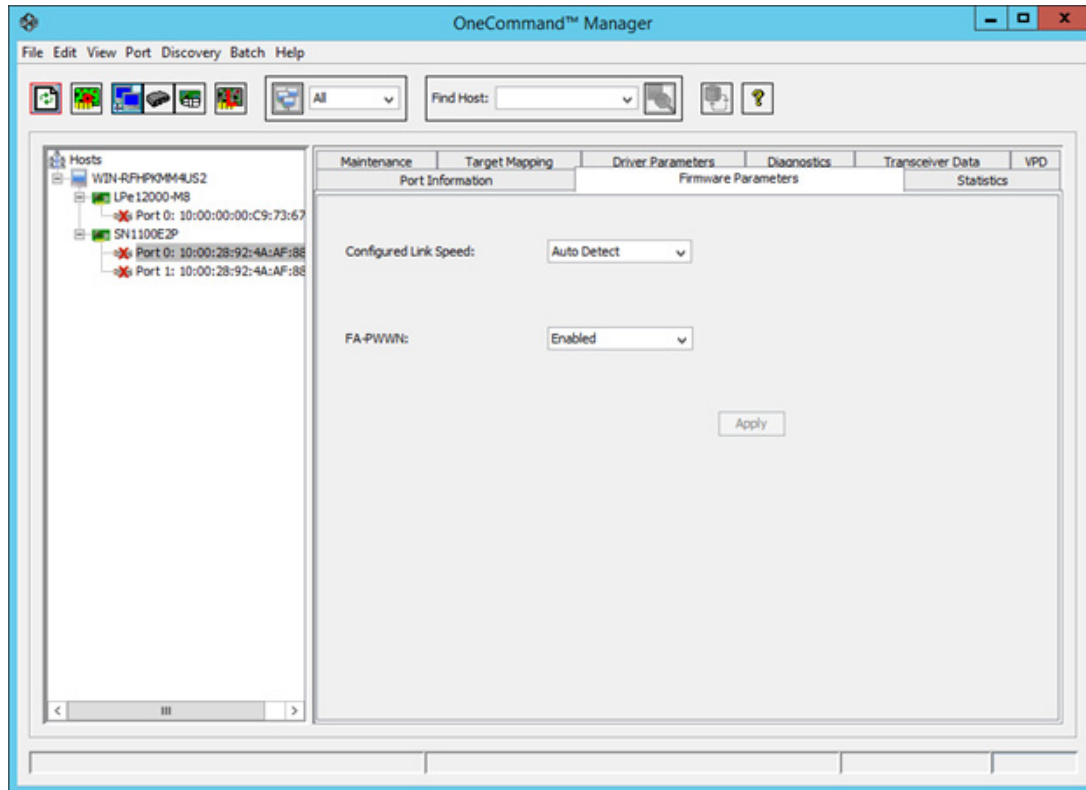 OneCommand™ Manager
File Edit View Port Discovery Batch Help
All Find Host:
Hosts
WIN-RFHPKMM4US2
LPe12000-M8
Port 0: 10:00:00:00:C9:73:67
SN1100E2P
Port 0: 10:00:28:92:4A:AF:88
Port 1: 10:00:28:92:4A:AF:88
Maintenance Target Mapping Driver Parameters Diagnostics Transceiver Data VPD
Port Information Firmware Parameters Statistics
Configured Link Speed: Auto Detect
FA-PWWN: Enabled
Apply